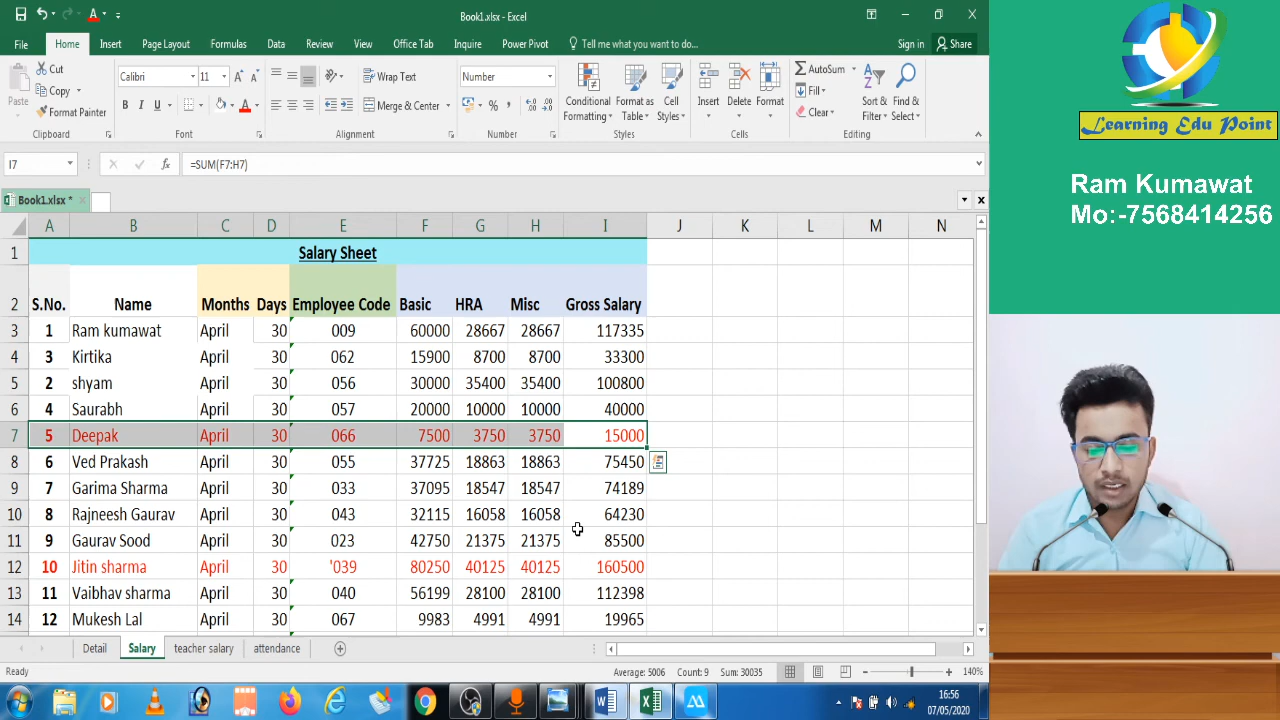 Book1.xlsx - Excel
File Home Insert Page Layout Formulas Data Review View Office Tab Inquire Power Pivot Tell me what you want to do... Sign in Share
Cut
Copy
Format Painter
Paste
Clipboard
Calibri 11
B I U
Font
Wrap Text
Merge & Center
Alignment
Number
Number
Conditional Formatting
Format as Table
Cell Styles
Styles
Insert Delete Format
Cells
AutoSum
Fill
Clear
Sort & Filter
Find & Select
Editing
I7 fx =SUM(F7:H7)
Book1.xlsx *
A B C D E F G H I J K L M N
1 Salary Sheet
2 S.No. Name Months Days Employee Code Basic HRA Misc Gross Salary
3 1 Ram kumawat April 30 009 60000 28667 28667 117335
4 3 Kirtika April 30 062 15900 8700 8700 33300
5 2 shyam April 30 056 30000 35400 35400 100800
6 4 Saurabh April 30 057 20000 10000 10000 40000
7 5 Deepak April 30 066 7500 3750 3750 15000
8 6 Ved Prakash April 30 055 37725 18863 18863 75450
9 7 Garima Sharma April 30 033 37095 18547 18547 74189
10 8 Rajneesh Gaurav April 30 043 32115 16058 16058 64230
11 9 Gaurav Sood April 30 023 42750 21375 21375 85500
12 10 Jitin sharma April 30 '039 80250 40125 40125 160500
13 11 Vaibhav sharma April 30 040 56199 28100 28100 112398
14 12 Mukesh Lal April 30 067 9983 4991 4991 19965
Detail Salary teacher salary attendance
Ready Average: 5006 Count: 9 Sum: 30035 140%
16:56
07/05/2020
Learning Edu Point
Ram Kumawat
Mo:-7568414256